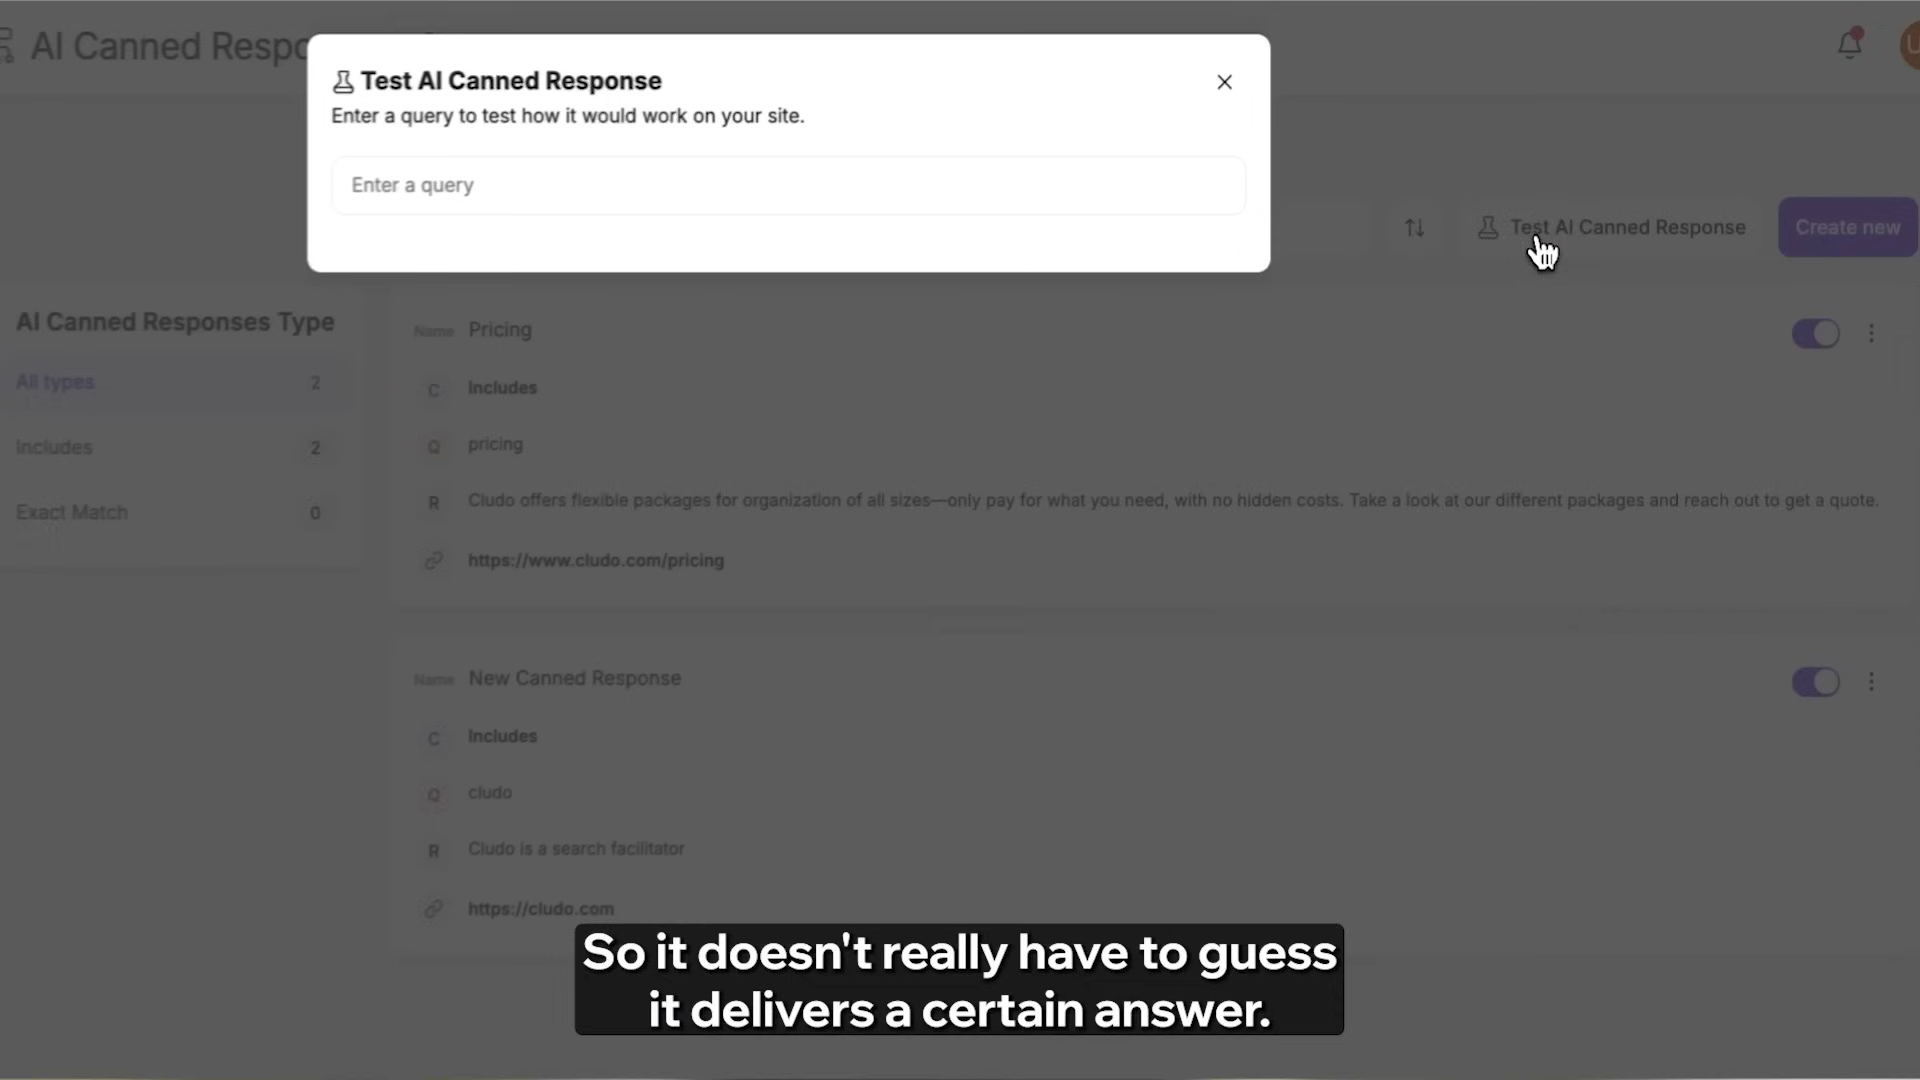 AI Canned Respo
Test AI Canned Response
Enter a query to test how it would work on your site.
Enter a query
Test AI Canned Response
Create new
AI Canned Responses Type
All types 2
Includes 2
Exact Match 0
Name Pricing
C Includes
Q pricing
R Cludo offers flexible packages for organization of all sizes—only pay for what you need, with no hidden costs. Take a look at our different packages and reach out to get a quote.
https://www.cludo.com/pricing
Name New Canned Response
C Includes
Q cludo
R Cludo is a search facilitator
https://cludo.com
So it doesn't really have to guess
it delivers a certain answer.